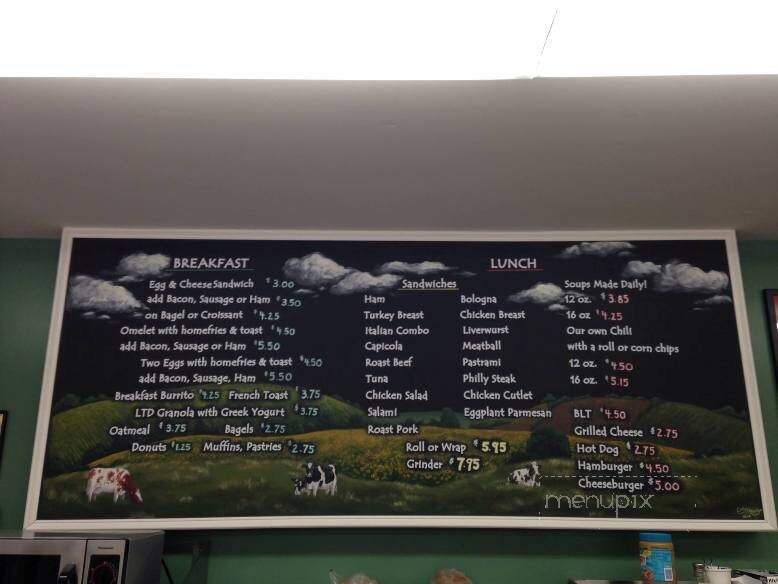 BREAKFAST
Egg & Cheese Sandwich $3.00
add Bacon, Sausage or Ham $3.50
on Bagel or Croissant $4.25
Omelet with homefries & toast $4.50
add Bacon, Sausage or Ham $5.50
Two Eggs with homefries & toast $4.50
add Bacon, Sausage, Ham $5.50
Breakfast Burrito $4.25 French Toast $3.75
LTD Granola with Greek Yogurt $3.75
Oatmeal $3.75 Bagels $2.75
Donuts $1.25 Muffins, Pastries $2.75
LUNCH
Sandwiches
Ham
Turkey Breast
Italian Combo
Capicola
Roast Beef
Tuna
Chicken Salad
Salami
Roast Pork
Bologna
Chicken Breast
Liverwurst
Meatball
Pastrami
Philly Steak
Chicken Cutlet
Eggplant Parmesan
Roll or Wrap $5.95
Grinder $7.95
Soups Made Daily!
12 oz. $3.85
16 oz $4.25
Our own Chili
with a roll or corn chips
12 oz. $4.50
16 oz. $5.15
BLT $4.50
Grilled Cheese $2.75
Hot Dog $2.75
Hamburger $4.50
Cheeseburger $5.00
menupix